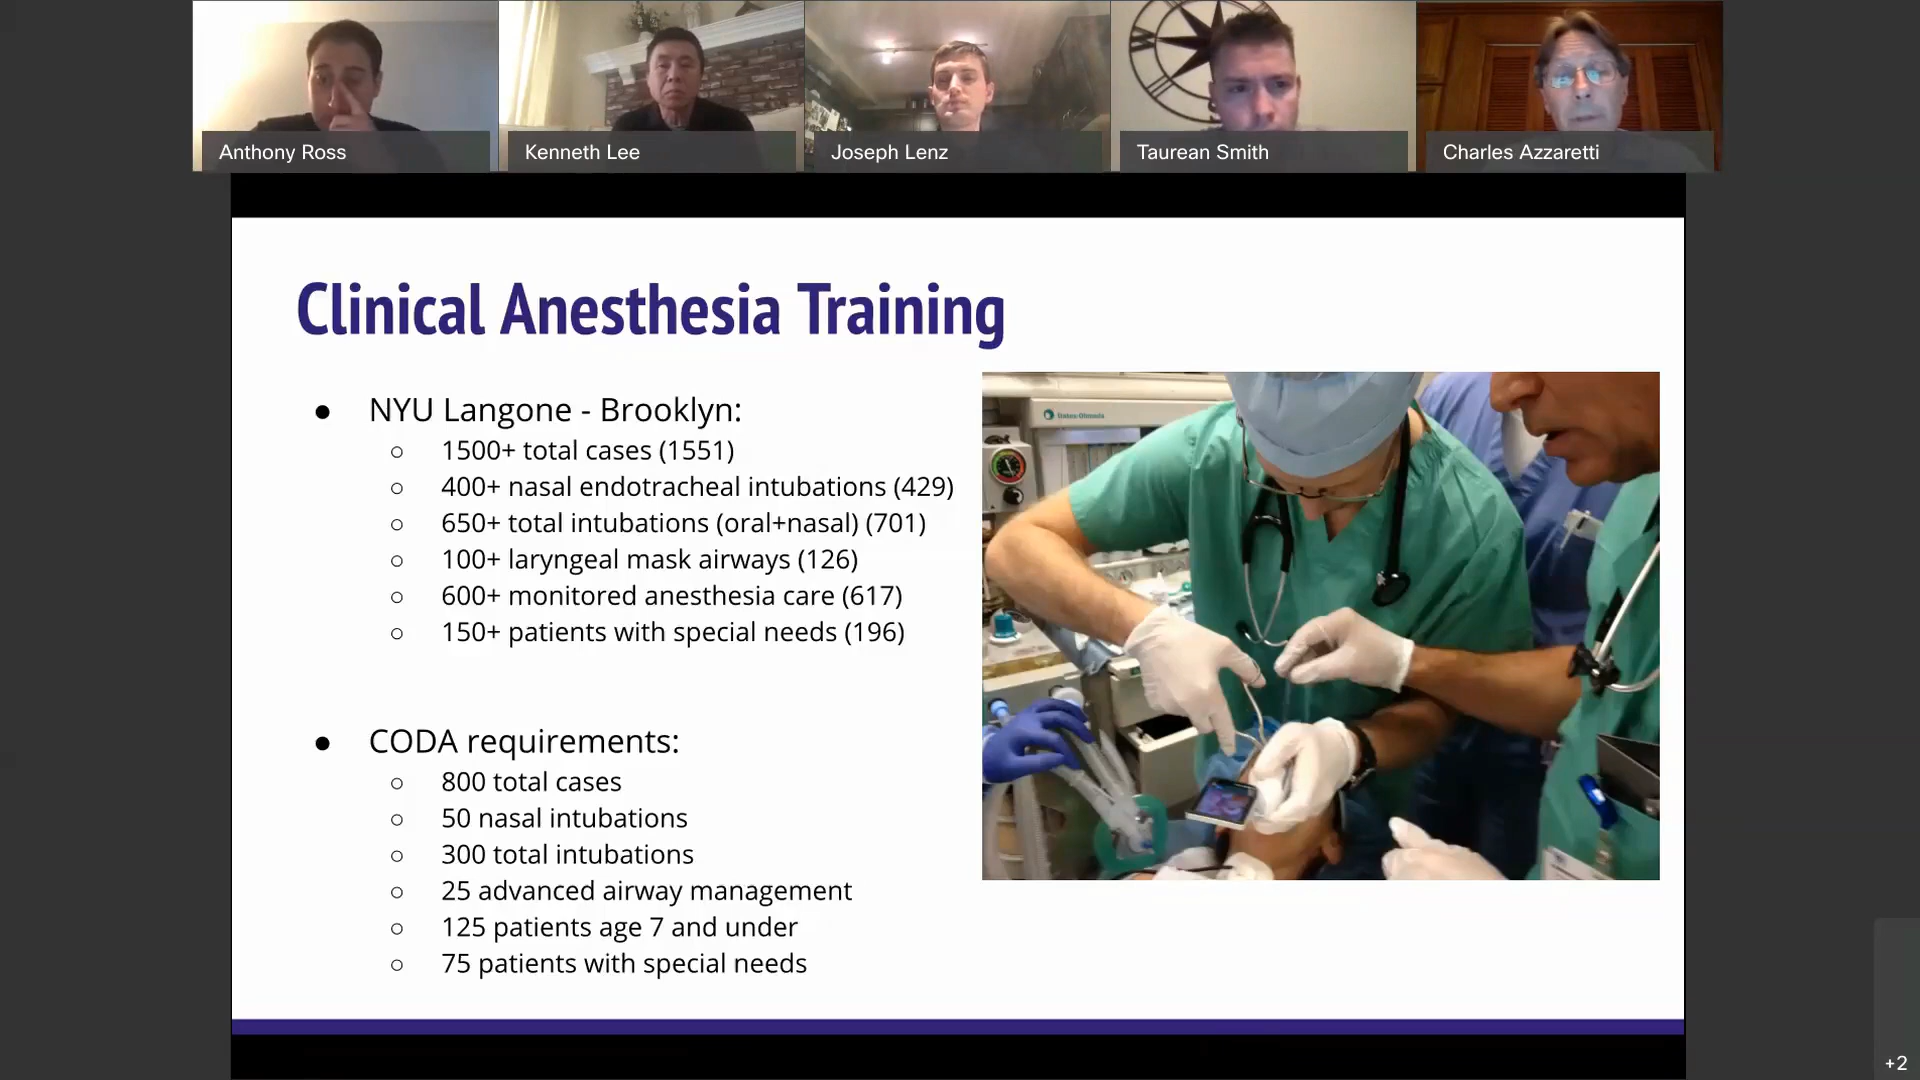 Anthony Ross
Kenneth Lee
Joseph Lenz
Taurean Smith
Charles Azzaretti
Clinical Anesthesia Training
● NYU Langone - Brooklyn:
○ 1500+ total cases (1551)
○ 400+ nasal endotracheal intubations (429)
○ 650+ total intubations (oral+nasal) (701)
○ 100+ laryngeal mask airways (126)
○ 600+ monitored anesthesia care (617)
○ 150+ patients with special needs (196)
● CODA requirements:
○ 800 total cases
○ 50 nasal intubations
○ 300 total intubations
○ 25 advanced airway management
○ 125 patients age 7 and under
○ 75 patients with special needs
+2